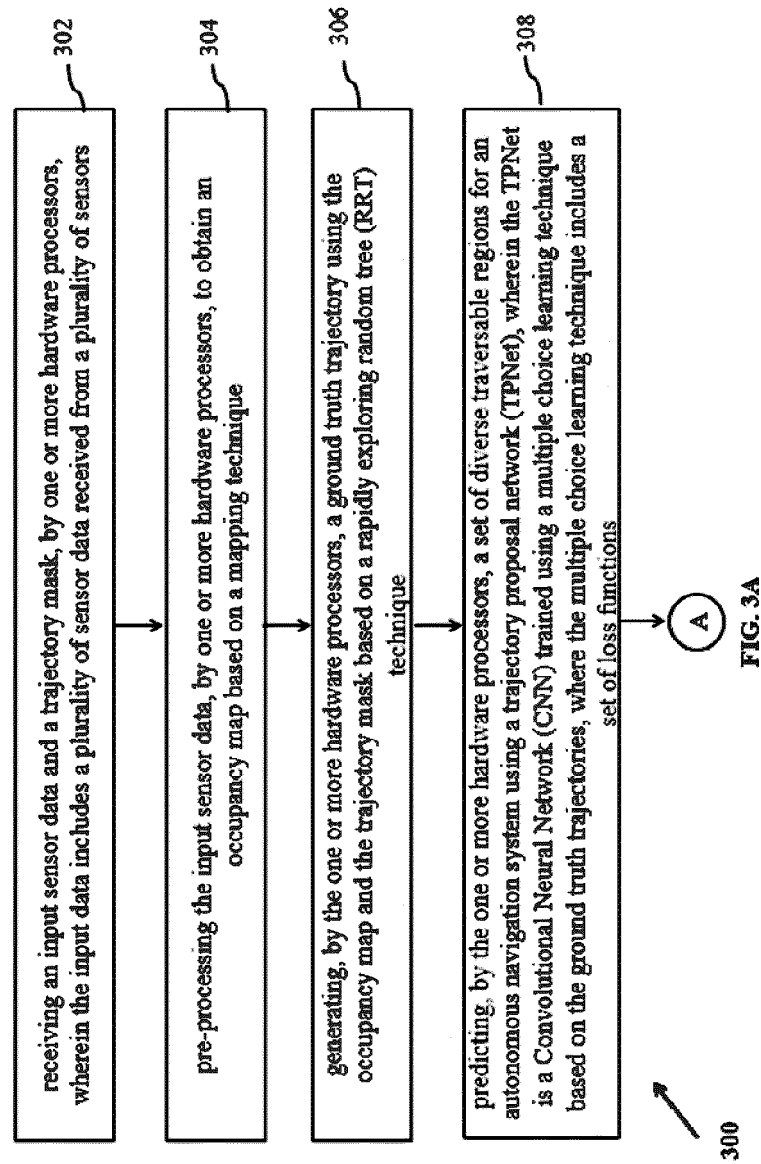 receiving an input sensor data and a trajectory mask, by one or more hardware processors,
wherein the input data includes a plurality of sensor data received from a plurality of sensors
302
pre-processing the input sensor data, by one or more hardware processors, to obtain an
occupancy map based on a mapping technique
304
generating, by the one or more hardware processors, a ground truth trajectory using the
occupancy map and the trajectory mask based on a rapidly exploring random tree (RRT)
technique
306
predicting, by the one or more hardware processors, a set of diverse traversable regions for an
autonomous navigation system using a trajectory proposal network (TPNet), wherein the TPNet
is a Convolutional Neural Network (CNN) trained using a multiple choice learning technique
based on the ground truth trajectories, where the multiple choice learning technique includes a
set of loss functions
308
A
300
FIG. 3A